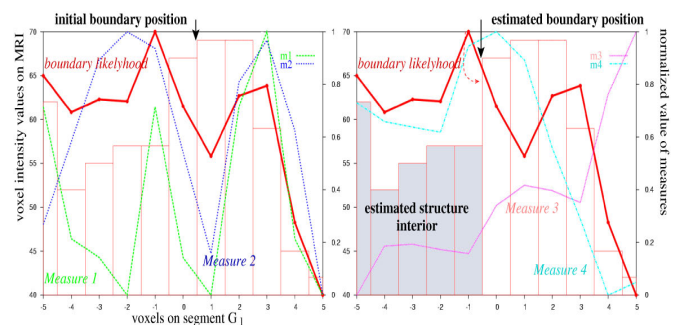 initial boundary position
estimated boundary position
voxel intensity values on MRI
70
65
60
55
50
45
40
boundary likelyhood
m1
m2
Measure 1
Measure 2
1
0.8
0.6
0.4
0.2
0
-5 -4 -3 -2 -1 0 1 2 3 4 5
voxels on segment G1
70
65
60
55
50
45
40
boundary likelyhood
m3
m4
estimated structure
interior
Measure 3
Measure 4
1
0.8
0.6
0.4
0.2
0
-5 -4 -3 -2 -1 0 1 2 3 4 5
normalized value of measures